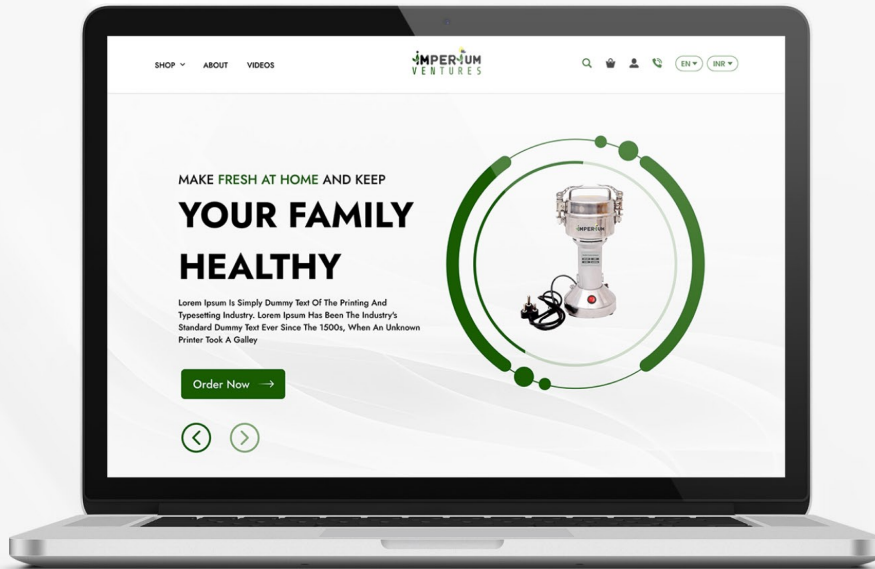 SHOP
ABOUT
VIDEOS
IMPERIUM
VENTURES
EN
INR
MAKE FRESH AT HOME AND KEEP
YOUR FAMILY
HEALTHY
Lorem Ipsum Is Simply Dummy Text Of The Printing And
Typesetting Industry. Lorem Ipsum Has Been The Industry's
Standard Dummy Text Ever Since The 1500s, When An Unknown
Printer Took A Galley
IMPERIUM
Order Now